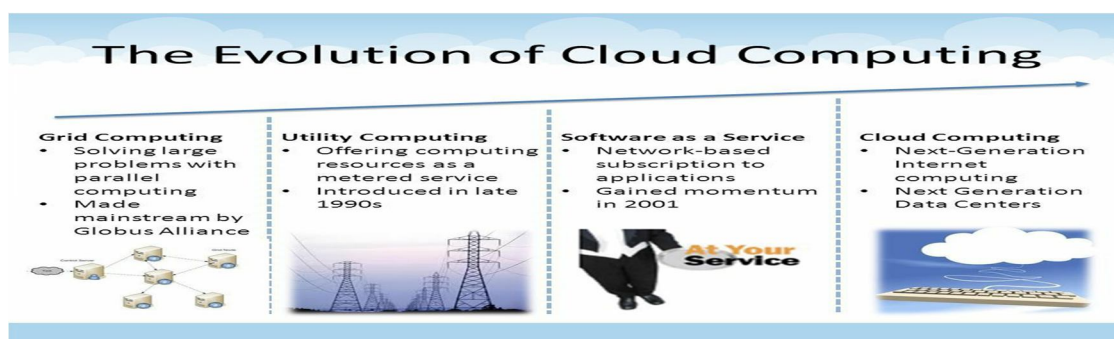 The Evolution of Cloud Computing
Grid Computing
• Solving large
problems with
parallel
computing
• Made
mainstream by
Globus Alliance
Utility Computing
• Offering computing
resources as a
metered service
• Introduced in late
1990s
Software as a Service
• Network-based
subscription to
applications
• Gained momentum
in 2001
At Your
Service
Cloud Computing
• Next-Generation
Internet
computing
• Next Generation
Data Centers